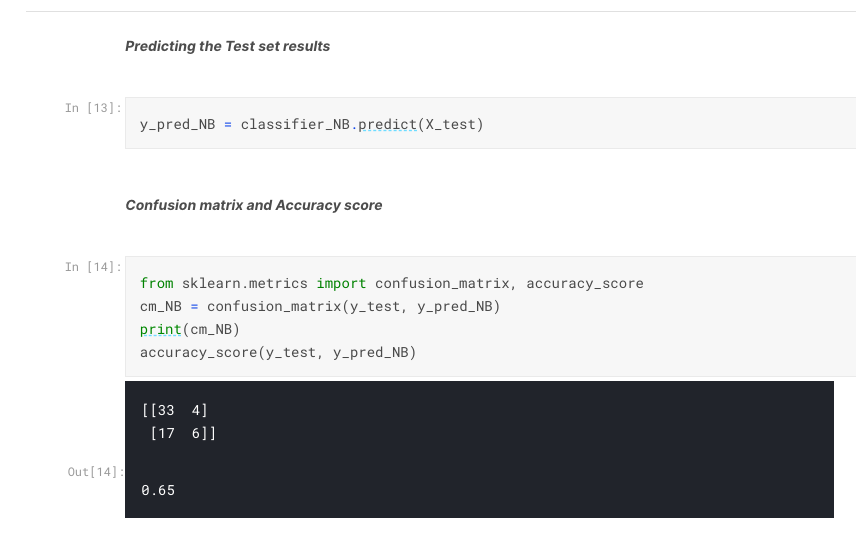 Predicting the Test set results
In [13]:
y_pred_NB = classifier_NB.predict(X_test)
Confusion matrix and Accuracy score
In [14]:
from sklearn.metrics import confusion_matrix, accuracy_score
cm_NB = confusion_matrix(y_test, y_pred_NB)
print(cm_NB)
accuracy_score(y_test, y_pred_NB)
[[33  4]
 [17  6]]
Out[14]:
0.65